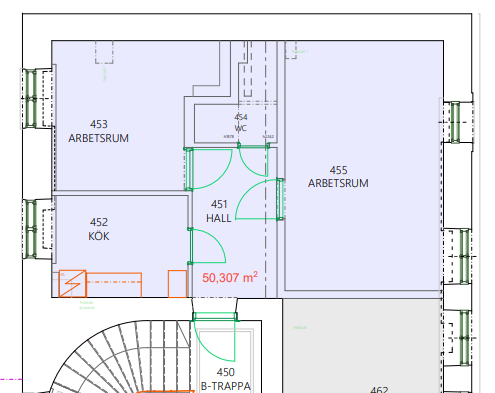 453
ARBETSRUM
454
WC
455
ARBETSRUM
451
HALL
452
KÖK
50,307 m²
450
B-TRAPPA
462